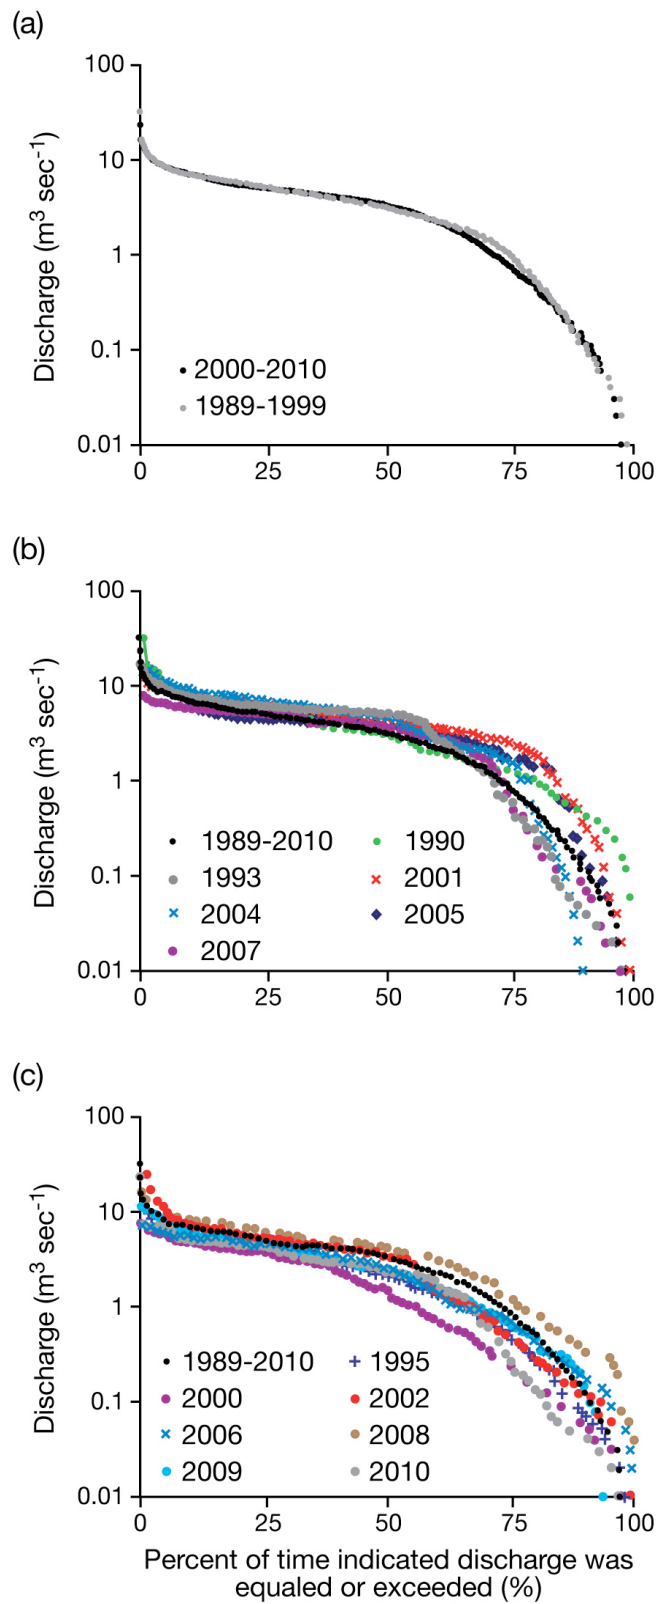 (a)
100
10
1
0.1
0.01
Discharge (m³ sec⁻¹)
2000-2010
1989-1999
0 25 50 75 100
(b)
100
10
1
0.1
0.01
Discharge (m³ sec⁻¹)
1989-2010 1990
1993 2001
2004 2005
2007
0 25 50 75 100
(c)
100
10
1
0.1
0.01
Discharge (m³ sec⁻¹)
1989-2010 1995
2000 2002
2006 2008
2009 2010
0 25 50 75 100
Percent of time indicated discharge was
equaled or exceeded (%)